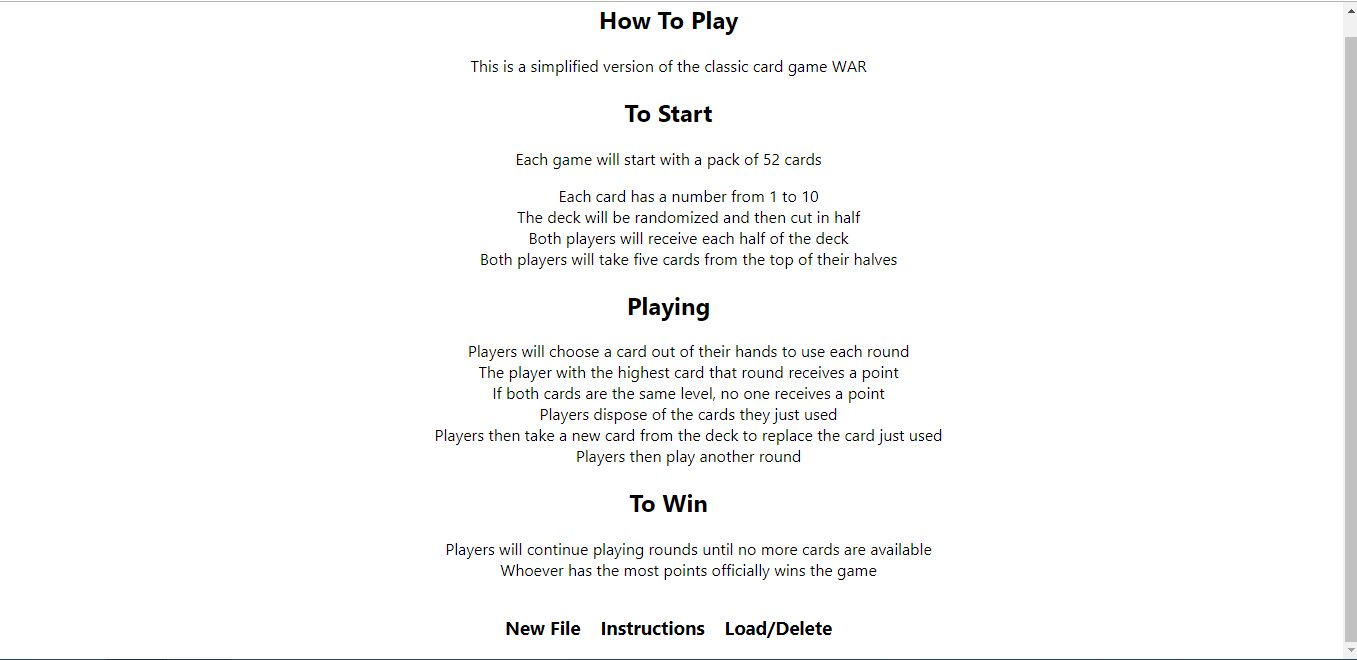 How To Play
This is a simplified version of the classic card game WAR
To Start
Each game will start with a pack of 52 cards
Each card has a number from 1 to 10
The deck will be randomized and then cut in half
Both players will receive each half of the deck
Both players will take five cards from the top of their halves
Playing
Players will choose a card out of their hands to use each round
The player with the highest card that round receives a point
If both cards are the same level, no one receives a point
Players dispose of the cards they just used
Players then take a new card from the deck to replace the card just used
Players then play another round
To Win
Players will continue playing rounds until no more cards are available
Whoever has the most points officially wins the game
New File Instructions Load/Delete